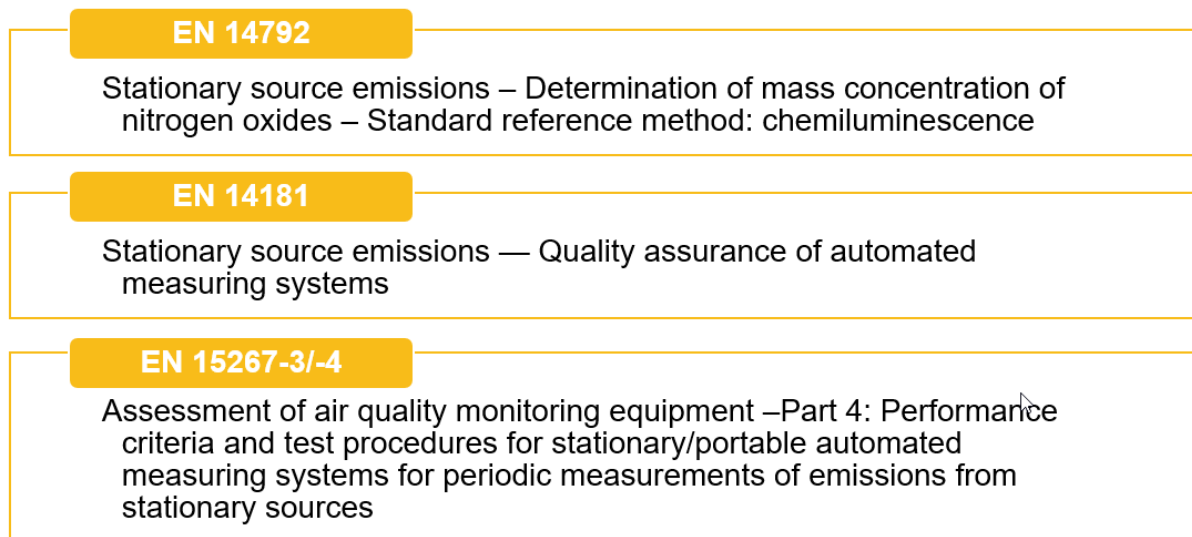 EN 14792
Stationary source emissions – Determination of mass concentration of
nitrogen oxides – Standard reference method: chemiluminescence
EN 14181
Stationary source emissions — Quality assurance of automated
measuring systems
EN 15267-3/-4
Assessment of air quality monitoring equipment –Part 4: Performance
criteria and test procedures for stationary/portable automated
measuring systems for periodic measurements of emissions from
stationary sources